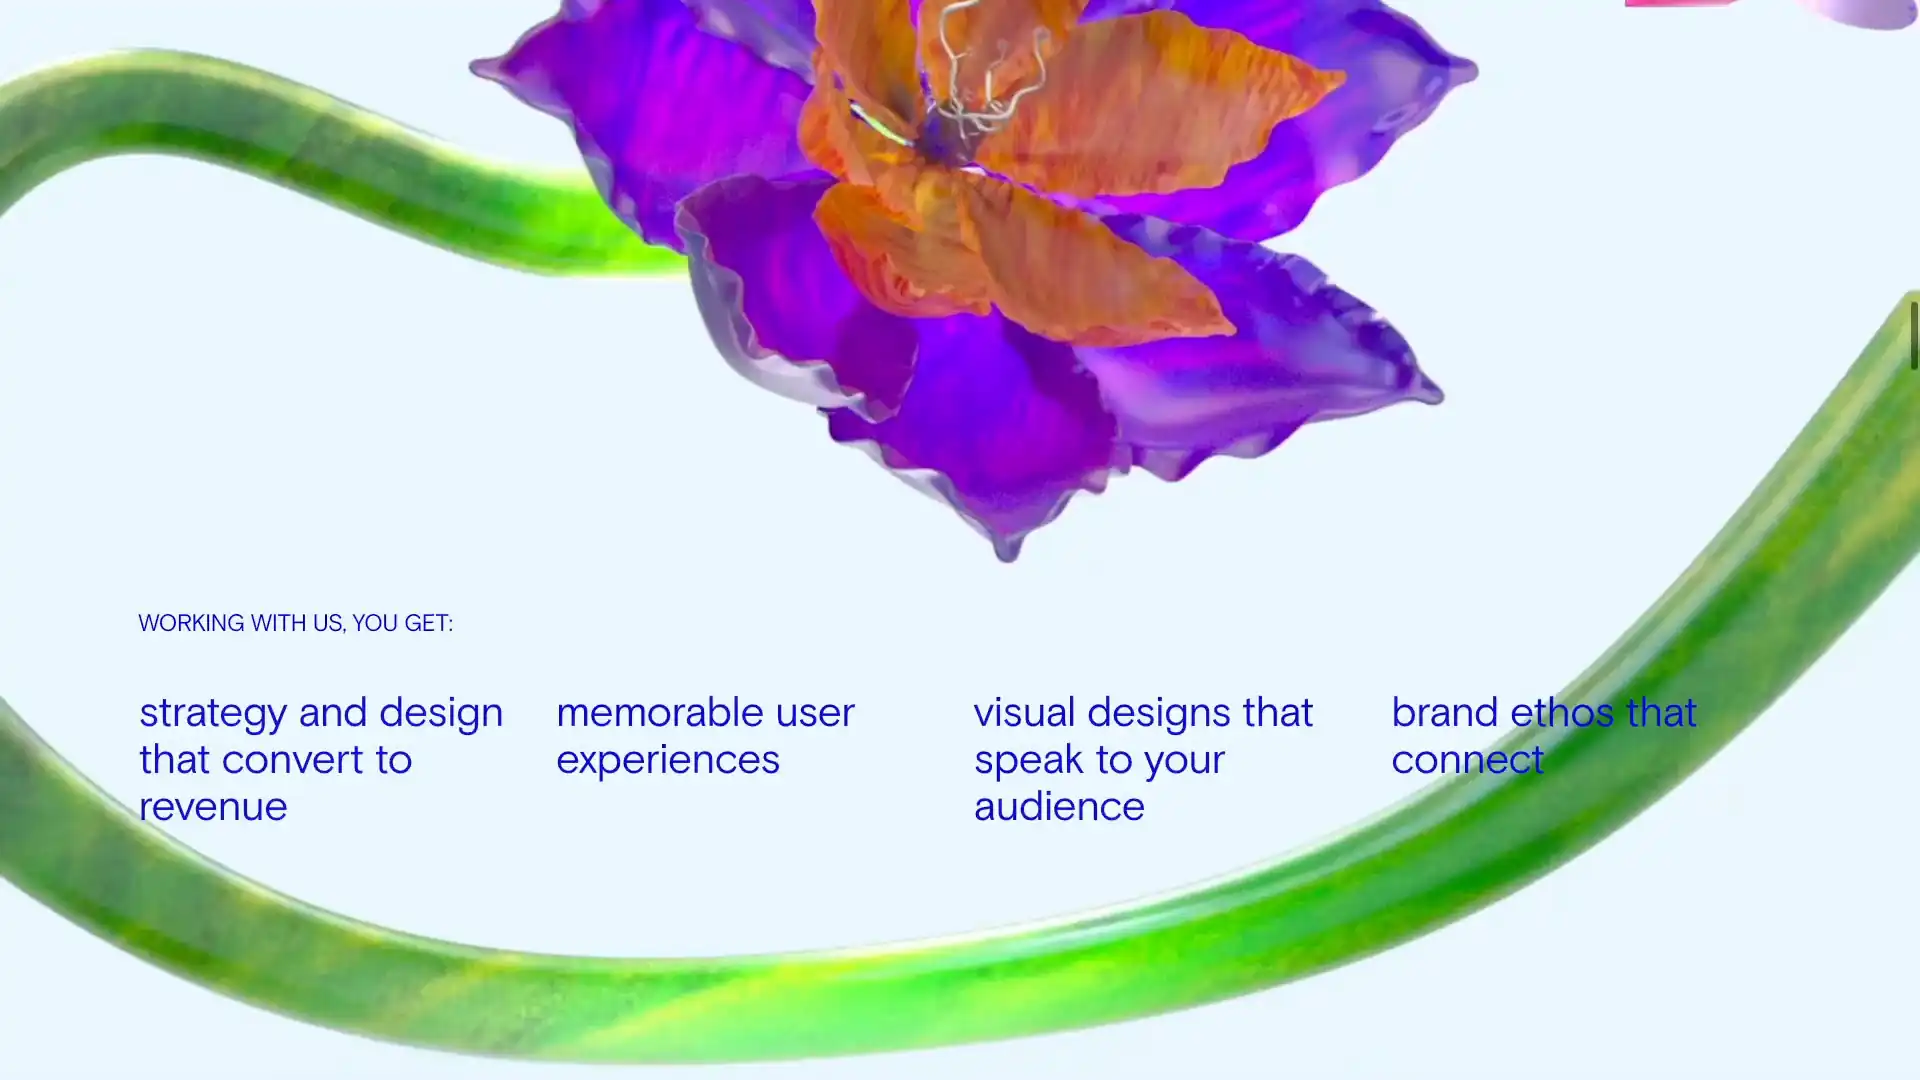 WORKING WITH US, YOU GET:
strategy and design
that convert to
revenue
memorable user
experiences
visual designs that
speak to your
audience
brand ethos that
connect